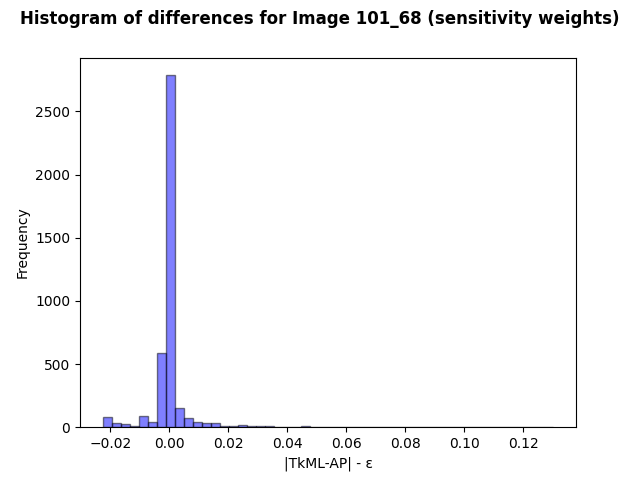 Histogram of differences for Image 101_68 (sensitivity weights)
2500
2000
1500
1000
500
0
Frequency
−0.02 0.00 0.02 0.04 0.06 0.08 0.10 0.12
|TkML-AP| - ε